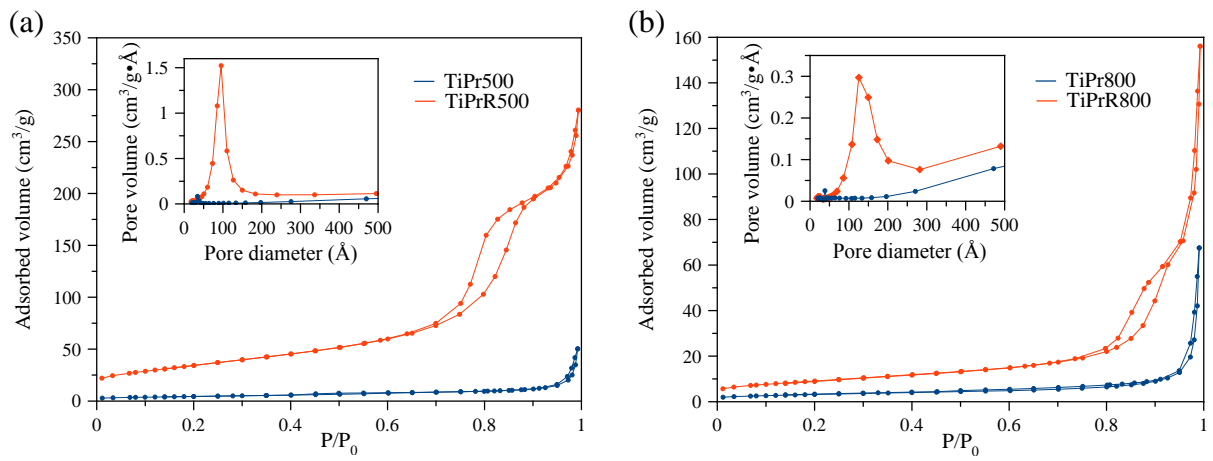 (a)
350
300
250
200
150
100
50
0
Adsorbed volume (cm³/g)
0
0.2
0.4
0.6
0.8
1
P/P₀
Pore volume (cm³/g•Å)
1.5
1
0.5
0
0 100 200 300 400 500
Pore diameter (Å)
TiPr500
TiPrR500
(b)
160
140
120
100
80
60
40
20
0
Adsorbed volume (cm³/g)
0
0.2
0.4
0.6
0.8
1
P/P₀
Pore volume (cm³/g•Å)
0.3
0.2
0.1
0
0 100 200 300 400 500
Pore diameter (Å)
TiPr800
TiPrR800